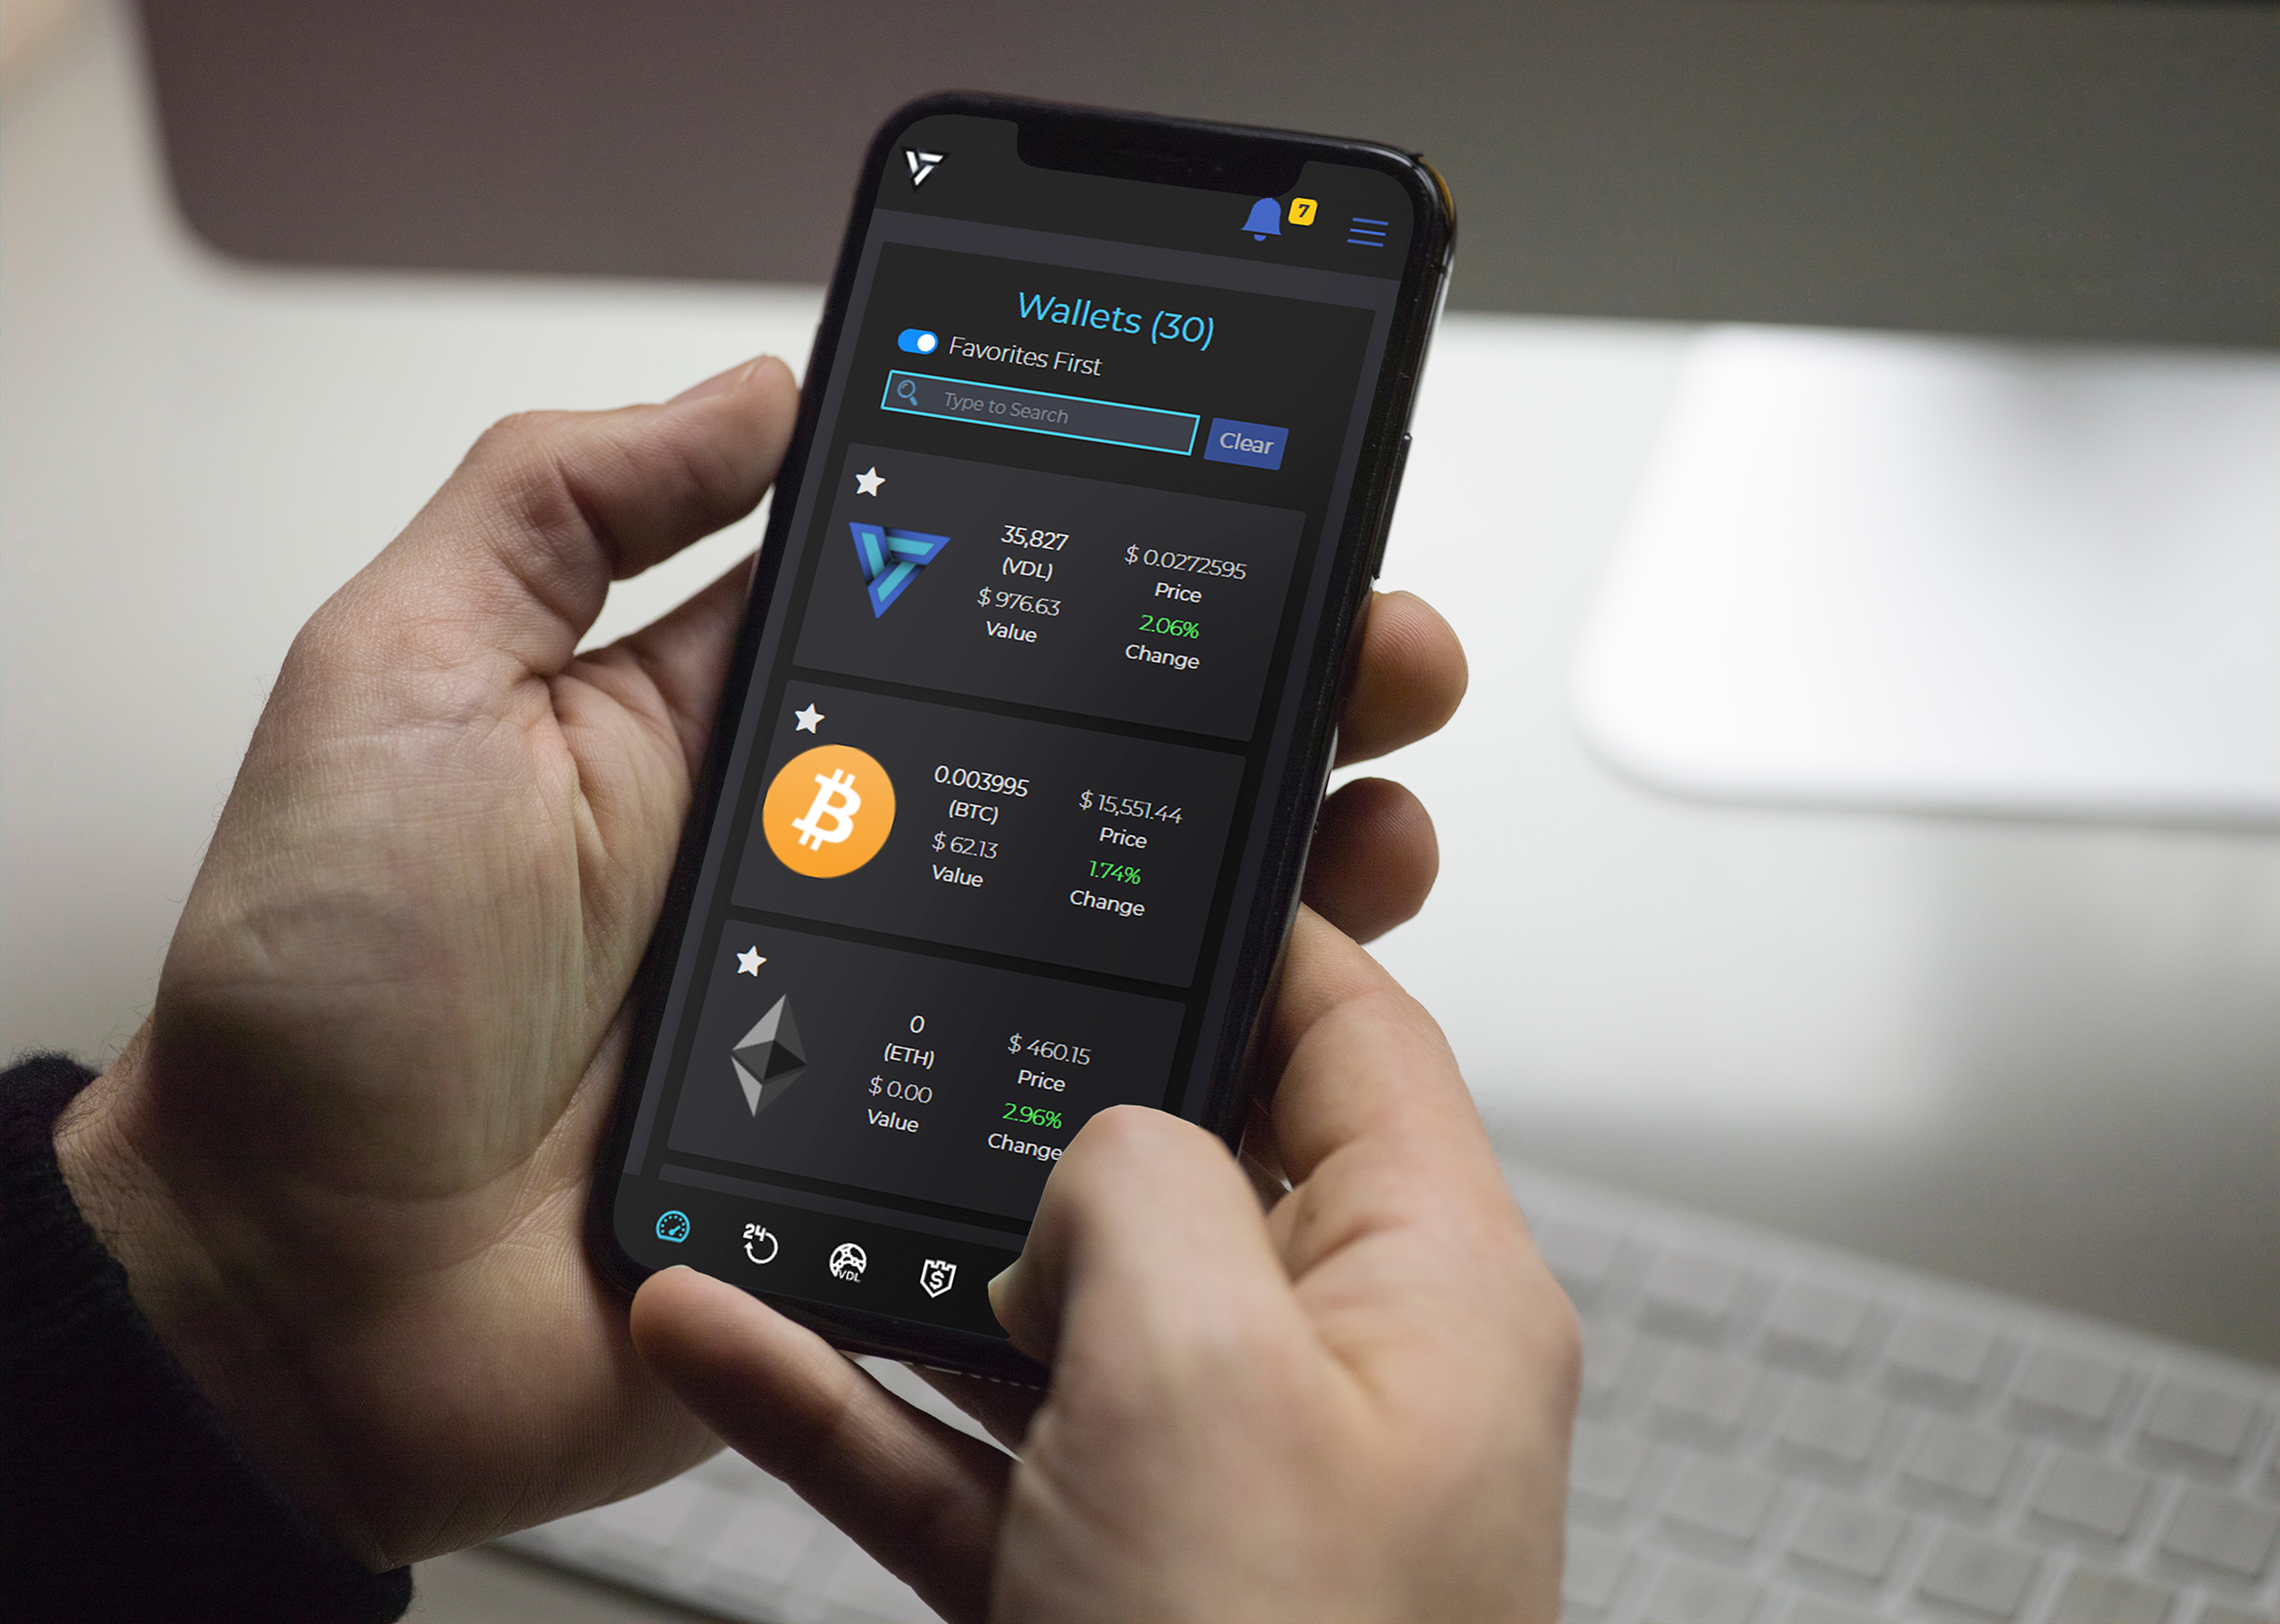 7
Wallets (30)
Favorites First
Type to Search
Clear
35,827
(VDL)
$ 976.63
Value
$ 0.0272595
Price
2.06%
Change
0.003995
(BTC)
$ 62.13
Value
$ 15,551.44
Price
1.74%
Change
0
(ETH)
$ 0.00
Value
$ 460.15
Price
2.96%
Change
24
VDL
$